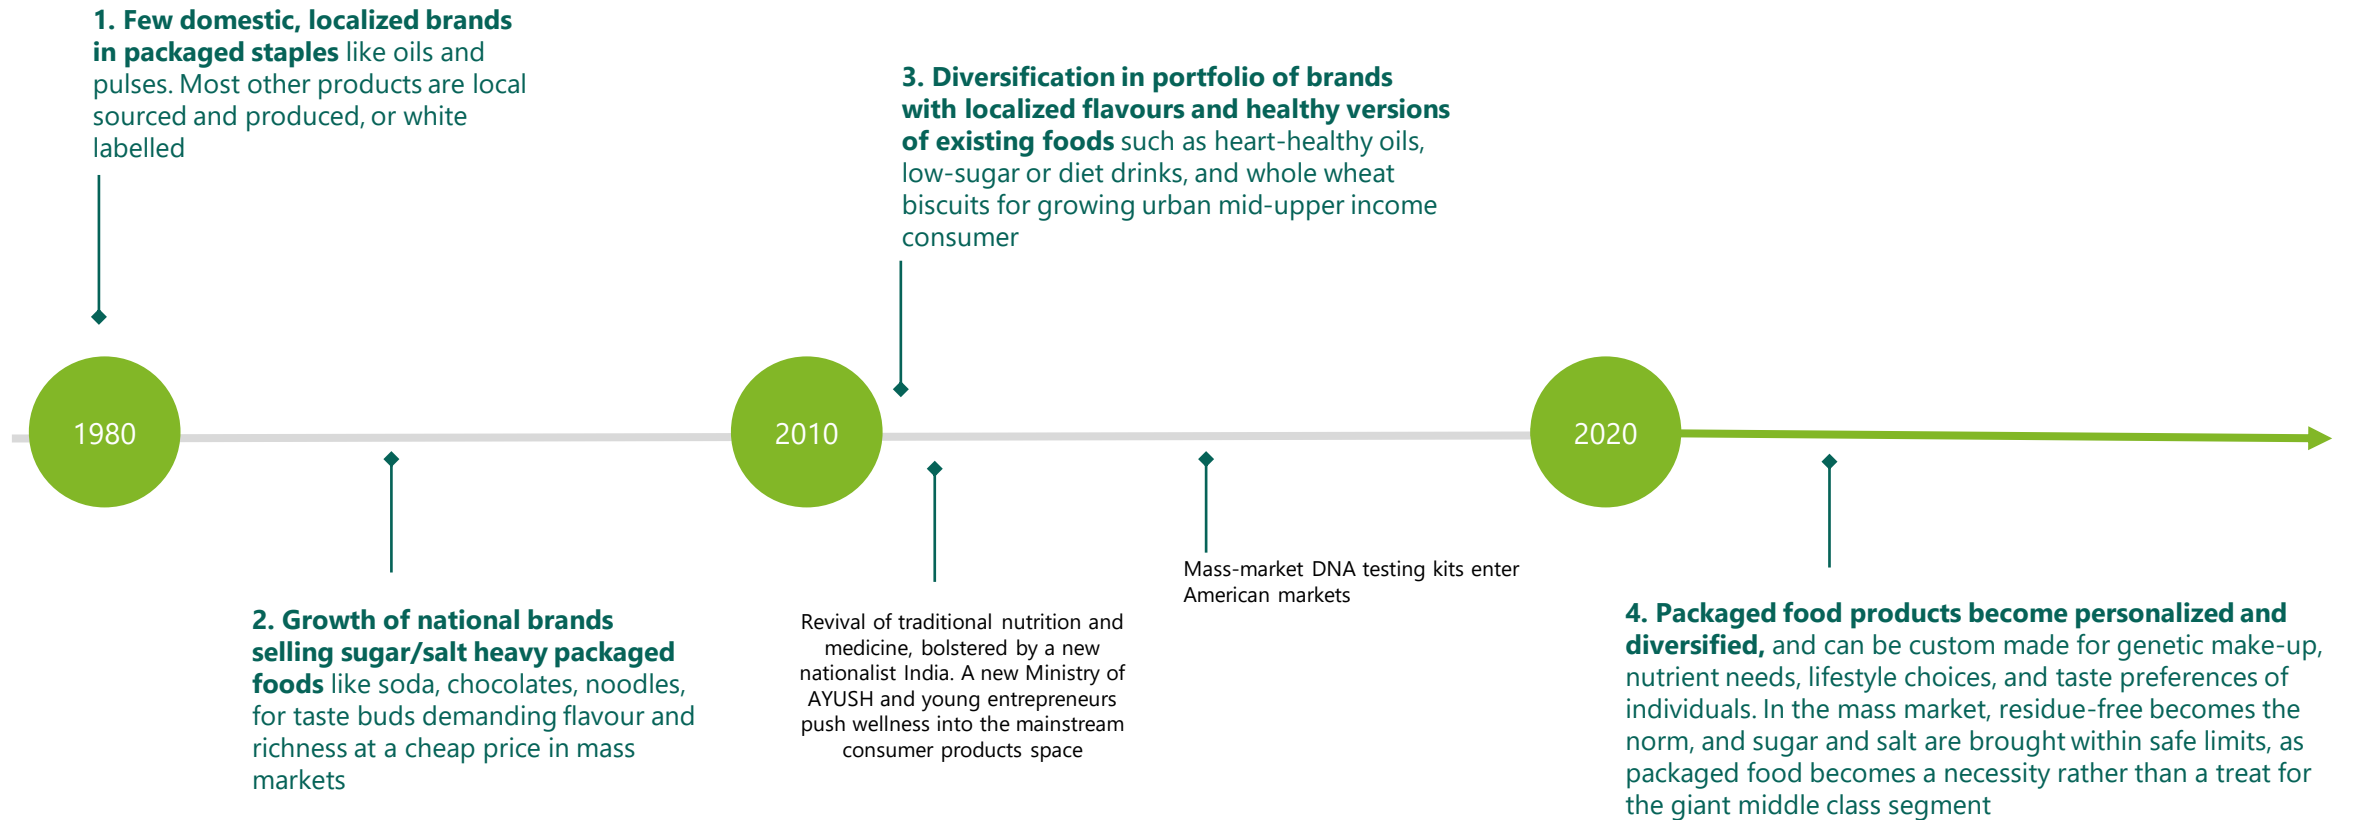 1. Few domestic, localized brands
in packaged staples like oils and
pulses. Most other products are local
sourced and produced, or white
labelled
3. Diversification in portfolio of brands
with localized flavours and healthy versions
of existing foods such as heart-healthy oils,
low-sugar or diet drinks, and whole wheat
biscuits for growing urban mid-upper income
consumer
1980
2010
2020
2. Growth of national brands
selling sugar/salt heavy packaged
foods like soda, chocolates, noodles,
for taste buds demanding flavour and
richness at a cheap price in mass
markets
Revival of traditional nutrition and
medicine, bolstered by a new
nationalist India. A new Ministry of
AYUSH and young entrepreneurs
push wellness into the mainstream
consumer products space
Mass-market DNA testing kits enter
American markets
4. Packaged food products become personalized and
diversified, and can be custom made for genetic make-up,
nutrient needs, lifestyle choices, and taste preferences of
individuals. In the mass market, residue-free becomes the
norm, and sugar and salt are brought within safe limits, as
packaged food becomes a necessity rather than a treat for
the giant middle class segment